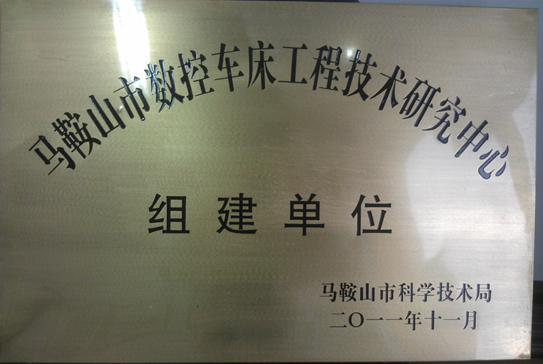 马鞍山市数控车床工程技术研究中心
组建单位
马鞍山市科学技术局
二〇一一年十一月